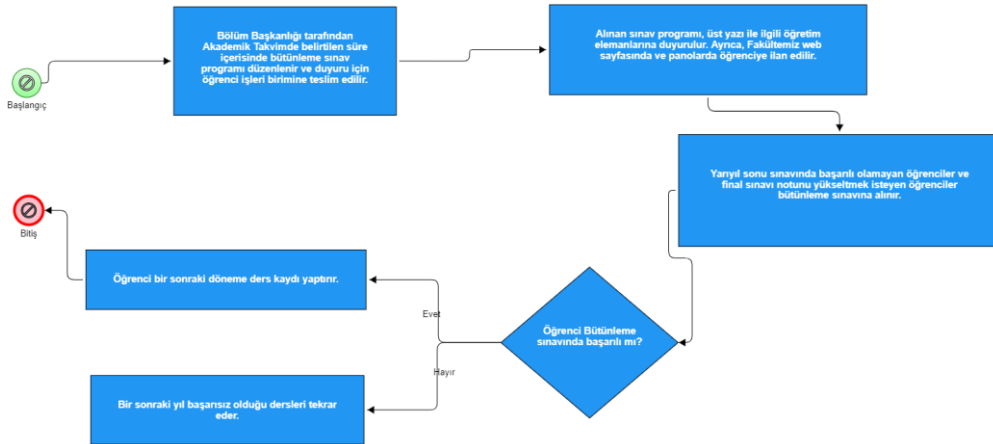 Başlangıç
Bölüm Başkanlığı tarafından
Akademik Takvimde belirtilen süre
içerisinde bütünleme sınav
programı düzenlenir ve duyuru için
öğrenci işleri birimine teslim edilir.
Alınan sınav programı, üst yazı ile ilgili öğretim
elemanlarına duyurulur. Ayrıca, Fakültemiz web
sayfasında ve panolarda öğrenciye ilan edilir.
Yarıyıl sonu sınavında başarılı olamayan öğrenciler ve
final sınavı notunu yükseltmek isteyen öğrenciler
bütünleme sınavına alınır.
Öğrenci Bütünleme
sınavında başarılı mı?
Evet
Öğrenci bir sonraki döneme ders kaydı yaptırır.
Bitiş
Hayır
Bir sonraki yıl başarısız olduğu dersleri tekrar
eder.